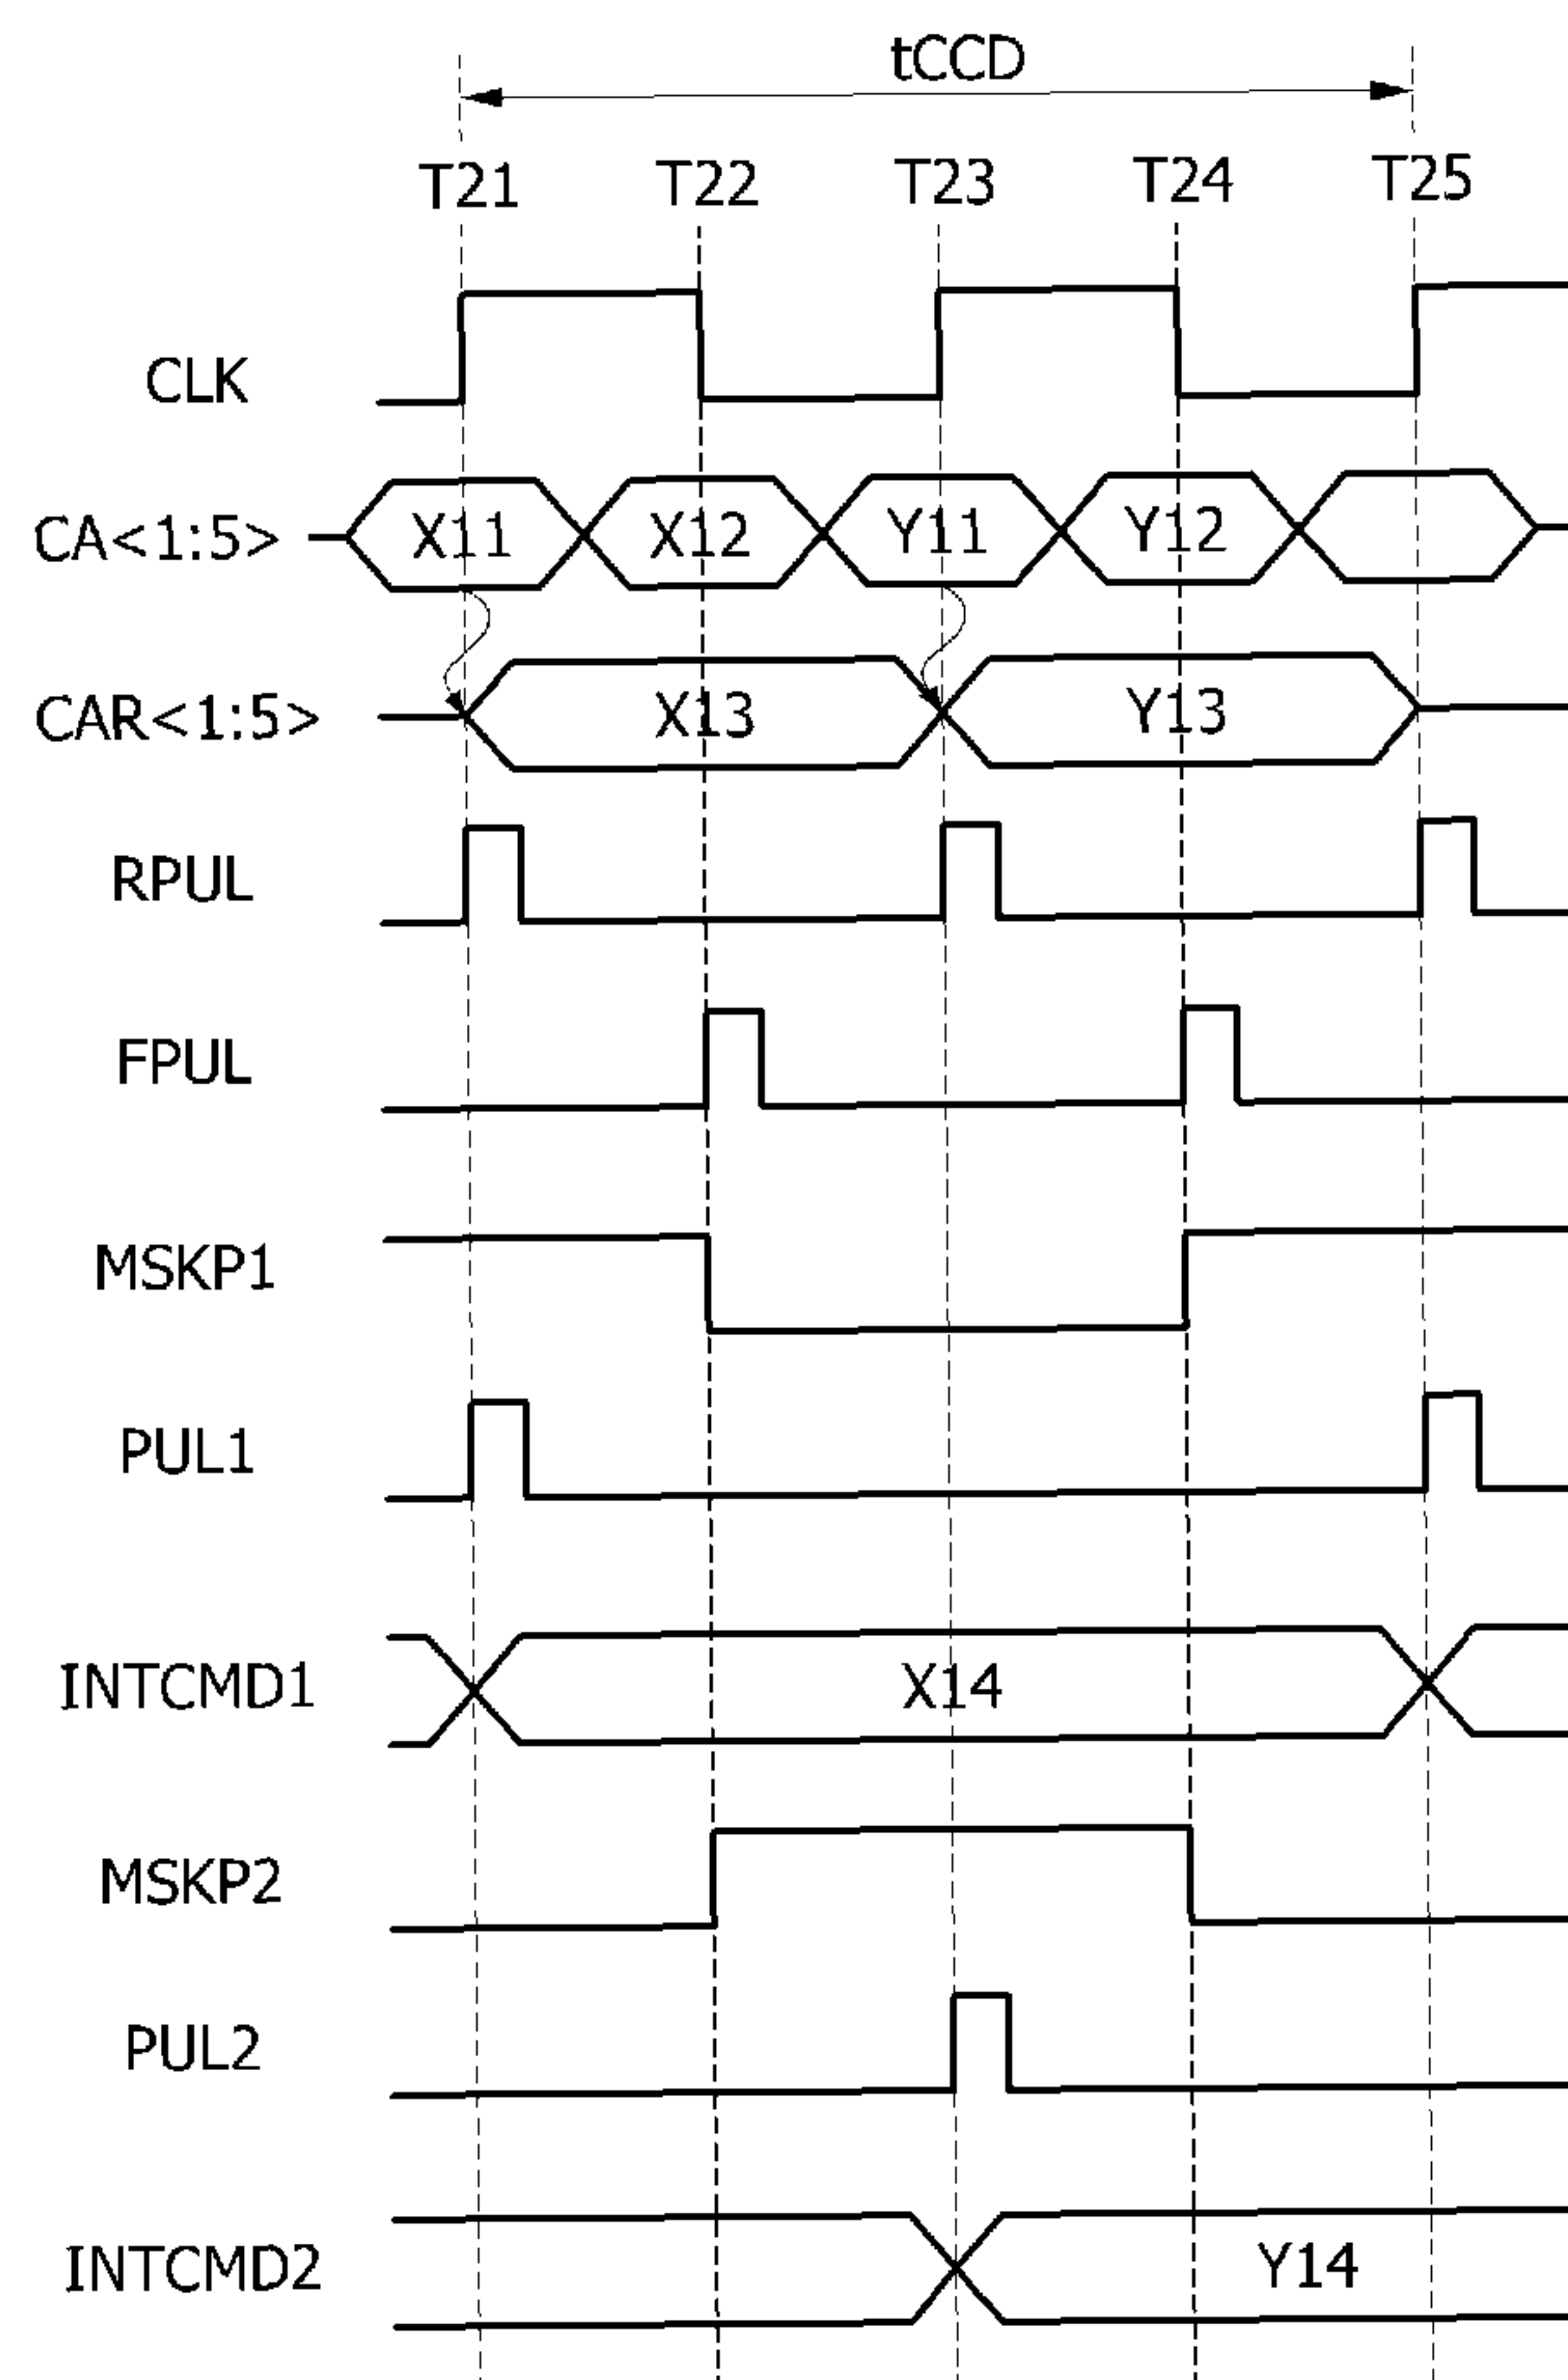 tCCD
T21 T22 T23 T24 T25
CLK
CA<1:5> X11 X12 Y11 Y12
CAR<1:5> X13 Y13
RPUL
FPUL
MSKP1
PUL1
INTCMD1 X14
MSKP2
PUL2
INTCMD2 Y14